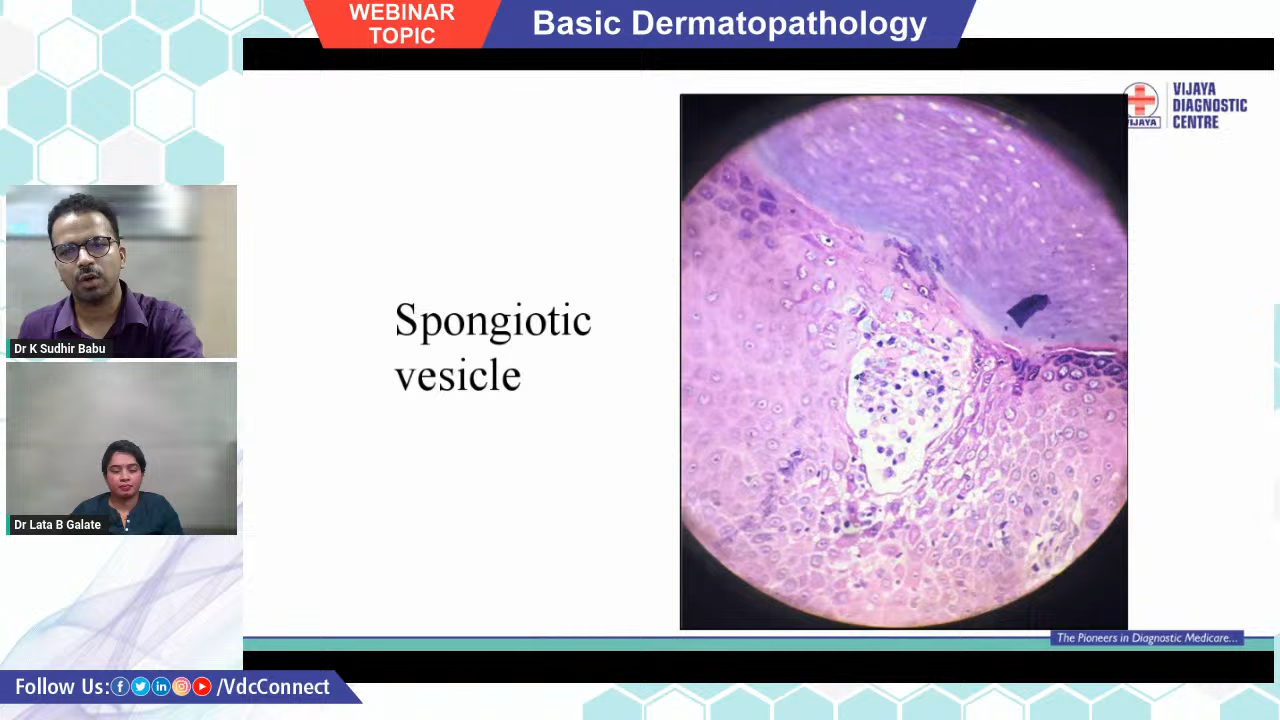 WEBINAR
TOPIC
Basic Dermatopathology
VIJAYA
DIAGNOSTIC
CENTRE
VIJAYA
Spongiotic
vesicle
Dr K Sudhir Babu
Dr Lata B Galate
The Pioneers in Diagnostic Medicare...
Follow Us:
/VdcConnect